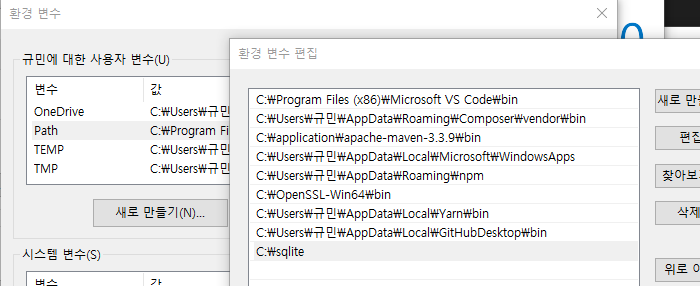 환경 변수
규민에 대한 사용자 변수(U)
변수 값
OneDrive C:₩Users₩규민
Path C:₩Program Fi
TEMP C:₩Users₩규민
TMP C:₩Users₩규민
새로 만들기(N)...
시스템 변수(S)
변수 값
환경 변수 편집
C:₩Program Files (x86)₩Microsoft VS Code₩bin
C:₩Users₩규민₩AppData₩Roaming₩Composer₩vendor₩bin
C:₩application₩apache-maven-3.3.9₩bin
C:₩Users₩규민₩AppData₩Local₩Microsoft₩WindowsApps
C:₩Users₩규민₩AppData₩Roaming₩npm
C:₩OpenSSL-Win64₩bin
C:₩Users₩규민₩AppData₩Local₩Yarn₩bin
C:₩Users₩규민₩AppData₩Local₩GitHubDesktop₩bin
C:₩sqlite
새로 만
편집
찾아보
삭제
위로 이